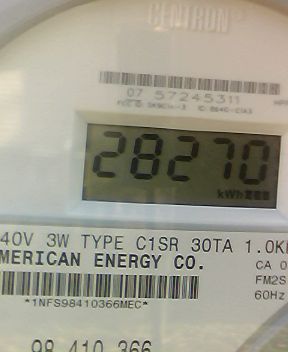 CENTRON
07 57245311
28270
kWh
40V 3W TYPE C1SR 30TA 1.0K
MERICAN ENERGY CO.
CA 0
FM2S
60Hz
*1NFS98410366MEC*
98 410 366